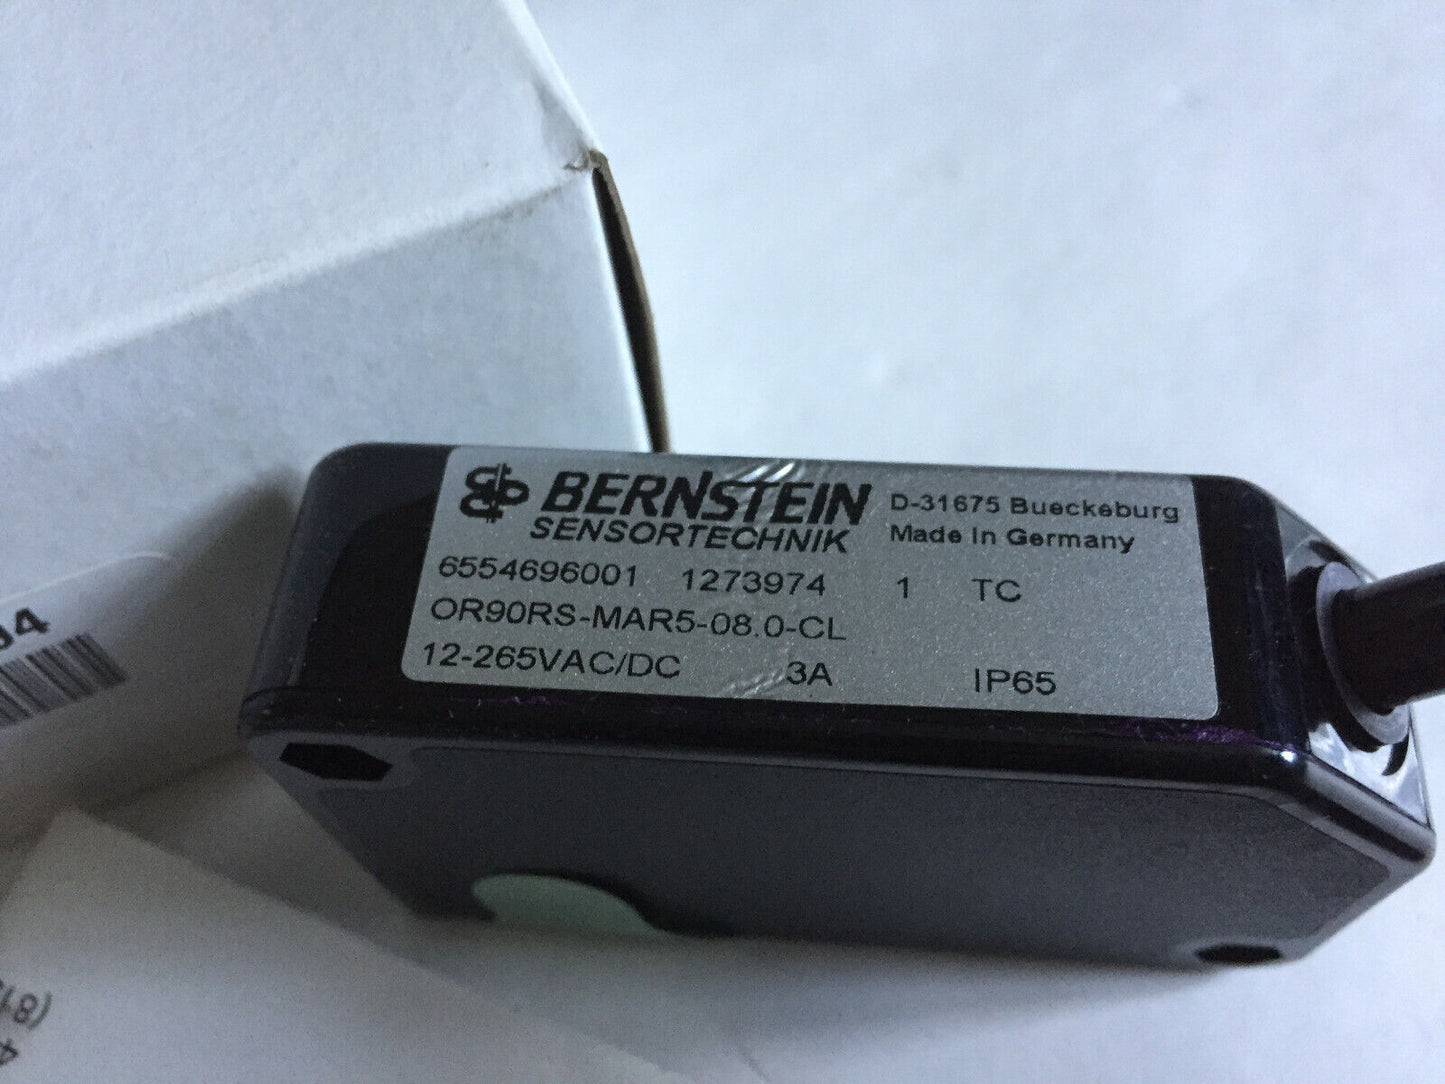 BERNSTEIN
SENSORTECHNIK
D-31675 Bueckeburg
Made in Germany
6554696001 1273974 1 TC
OR90RS-MAR5-08.0-CL
12-265VAC/DC 3A IP65